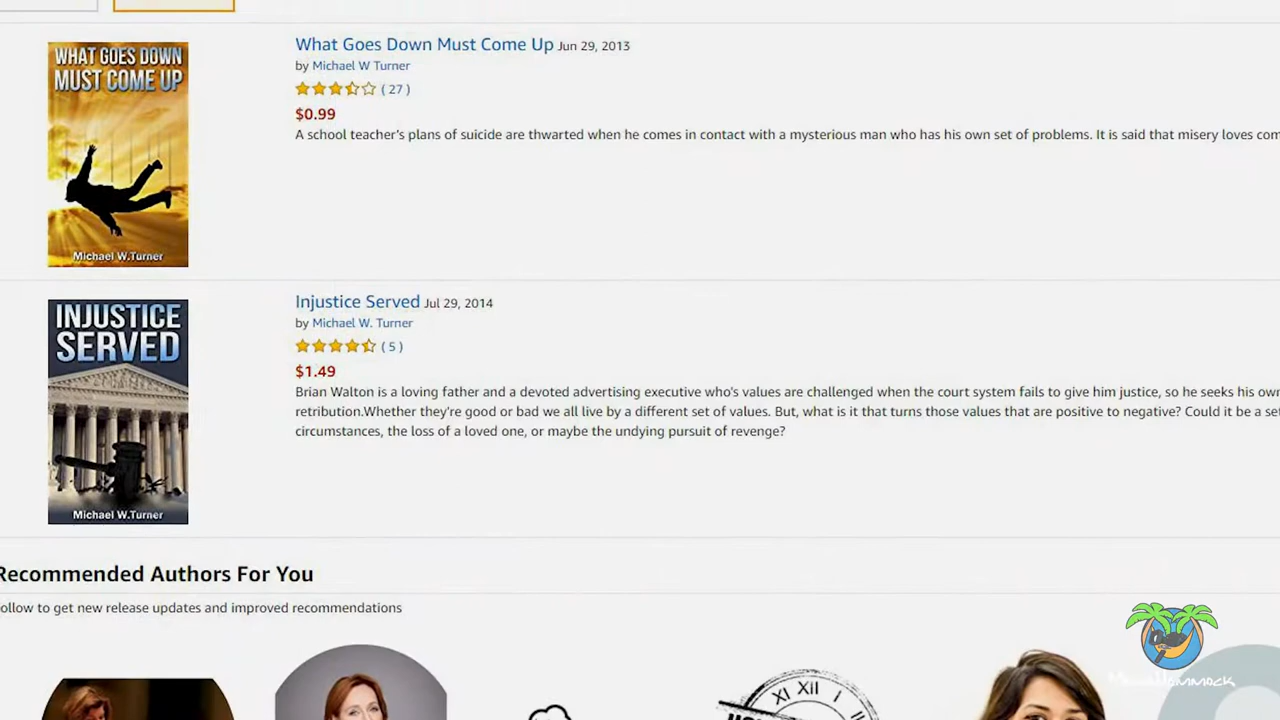 What Goes Down Must Come Up Jun 29, 2013
by Michael W Turner
( 27 )
$0.99
A school teacher's plans of suicide are thwarted when he comes in contact with a mysterious man who has his own set of problems. It is said that misery loves com
WHAT GOES DOWN
MUST COME UP
Michael W.Turner
Injustice Served Jul 29, 2014
by Michael W. Turner
( 5 )
$1.49
Brian Walton is a loving father and a devoted advertising executive who's values are challenged when the court system fails to give him justice, so he seeks his own
retribution.Whether they're good or bad we all live by a different set of values. But, what is it that turns those values that are positive to negative? Could it be a se
circumstances, the loss of a loved one, or maybe the undying pursuit of revenge?
INJUSTICE
SERVED
Michael W.Turner
Recommended Authors For You
ollow to get new release updates and improved recommendations
XI XII I